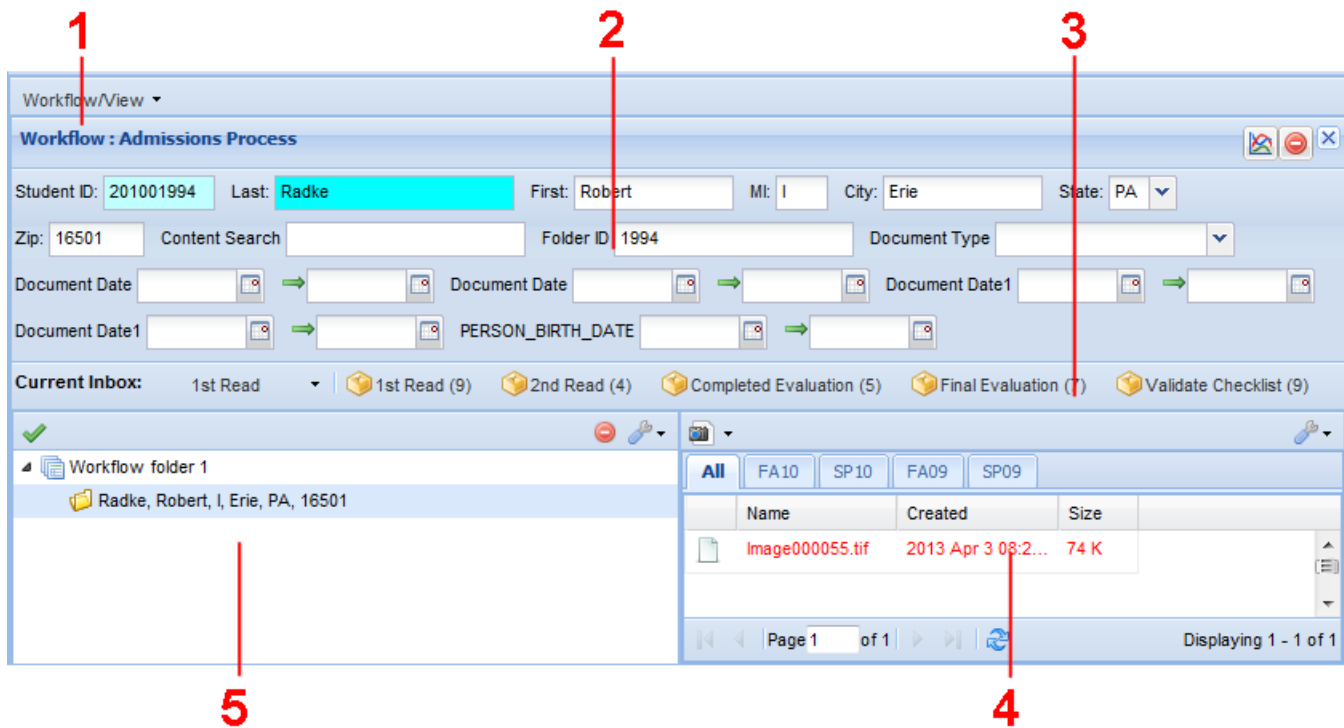 1 2 3
Workflow/View
Workflow : Admissions Process
Student ID: 201001994 Last: Radke First: Robert MI: I City: Erie State: PA
Zip: 16501 Content Search Folder ID 1994 Document Type
Document Date Document Date Document Date1
Document Date1 PERSON_BIRTH_DATE
Current Inbox: 1st Read 1st Read (9) 2nd Read (4) Completed Evaluation (5) Final Evaluation (7) Validate Checklist (9)
Workflow folder 1
Radke, Robert, I, Erie, PA, 16501
All FA10 SP10 FA09 SP09
Name Created Size
Image000055.tif 2013 Apr 3 08:2... 74 K
Page 1 of 1 Displaying 1 - 1 of 1
5 4